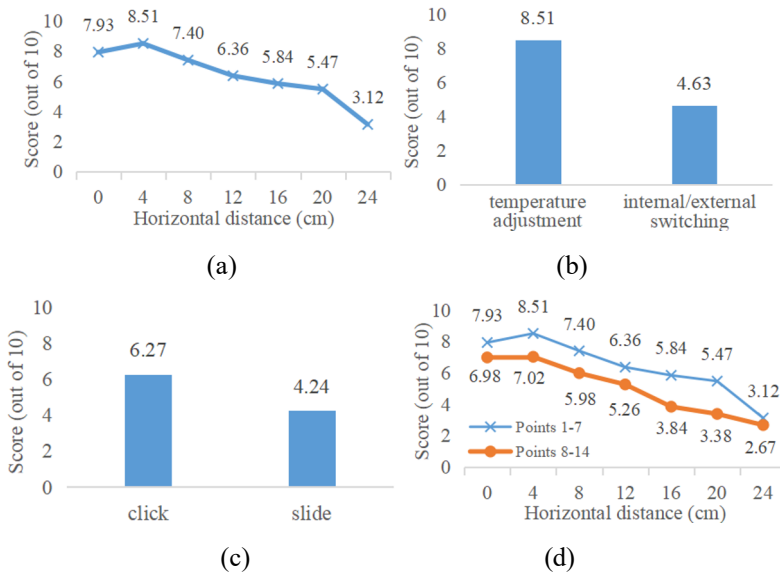 Score (out of 10)
10
8
6
4
2
0
7.93
8.51
7.40
6.36
5.84
5.47
3.12
0 4 8 12 16 20 24
Horizontal distance (cm)
(a)
Score (out of 10)
10
8
6
4
2
0
8.51
4.63
temperature
adjustment
internal/external
switching
(b)
Score (out of 10)
10
8
6
4
2
0
6.27
4.24
click
slide
(c)
Score (out of 10)
10
8
6
4
2
0
7.93
8.51
7.40
6.36
5.84
5.47
3.12
6.98
7.02
5.98
5.26
3.84
3.38
2.67
Points 1-7
Points 8-14
0 4 8 12 16 20 24
Horizontal distance (cm)
(d)